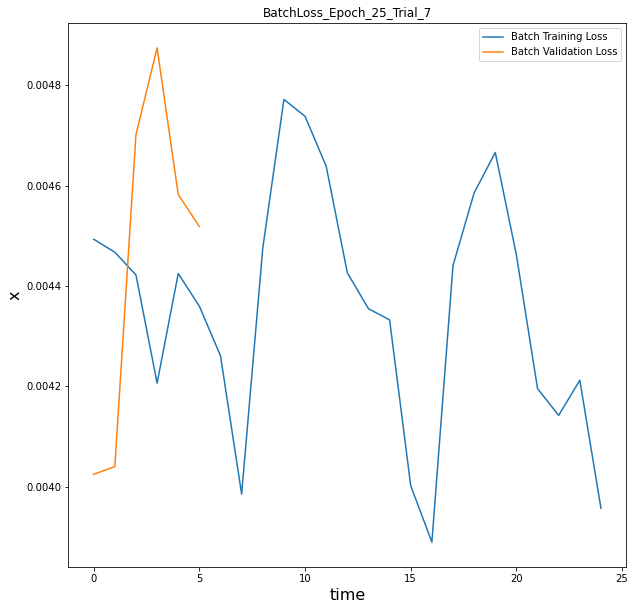 BatchLoss_Epoch_25_Trial_7
Batch Training Loss
Batch Validation Loss
0.0048
0.0046
0.0044
0.0042
0.0040
x
0 5 10 15 20 25
time